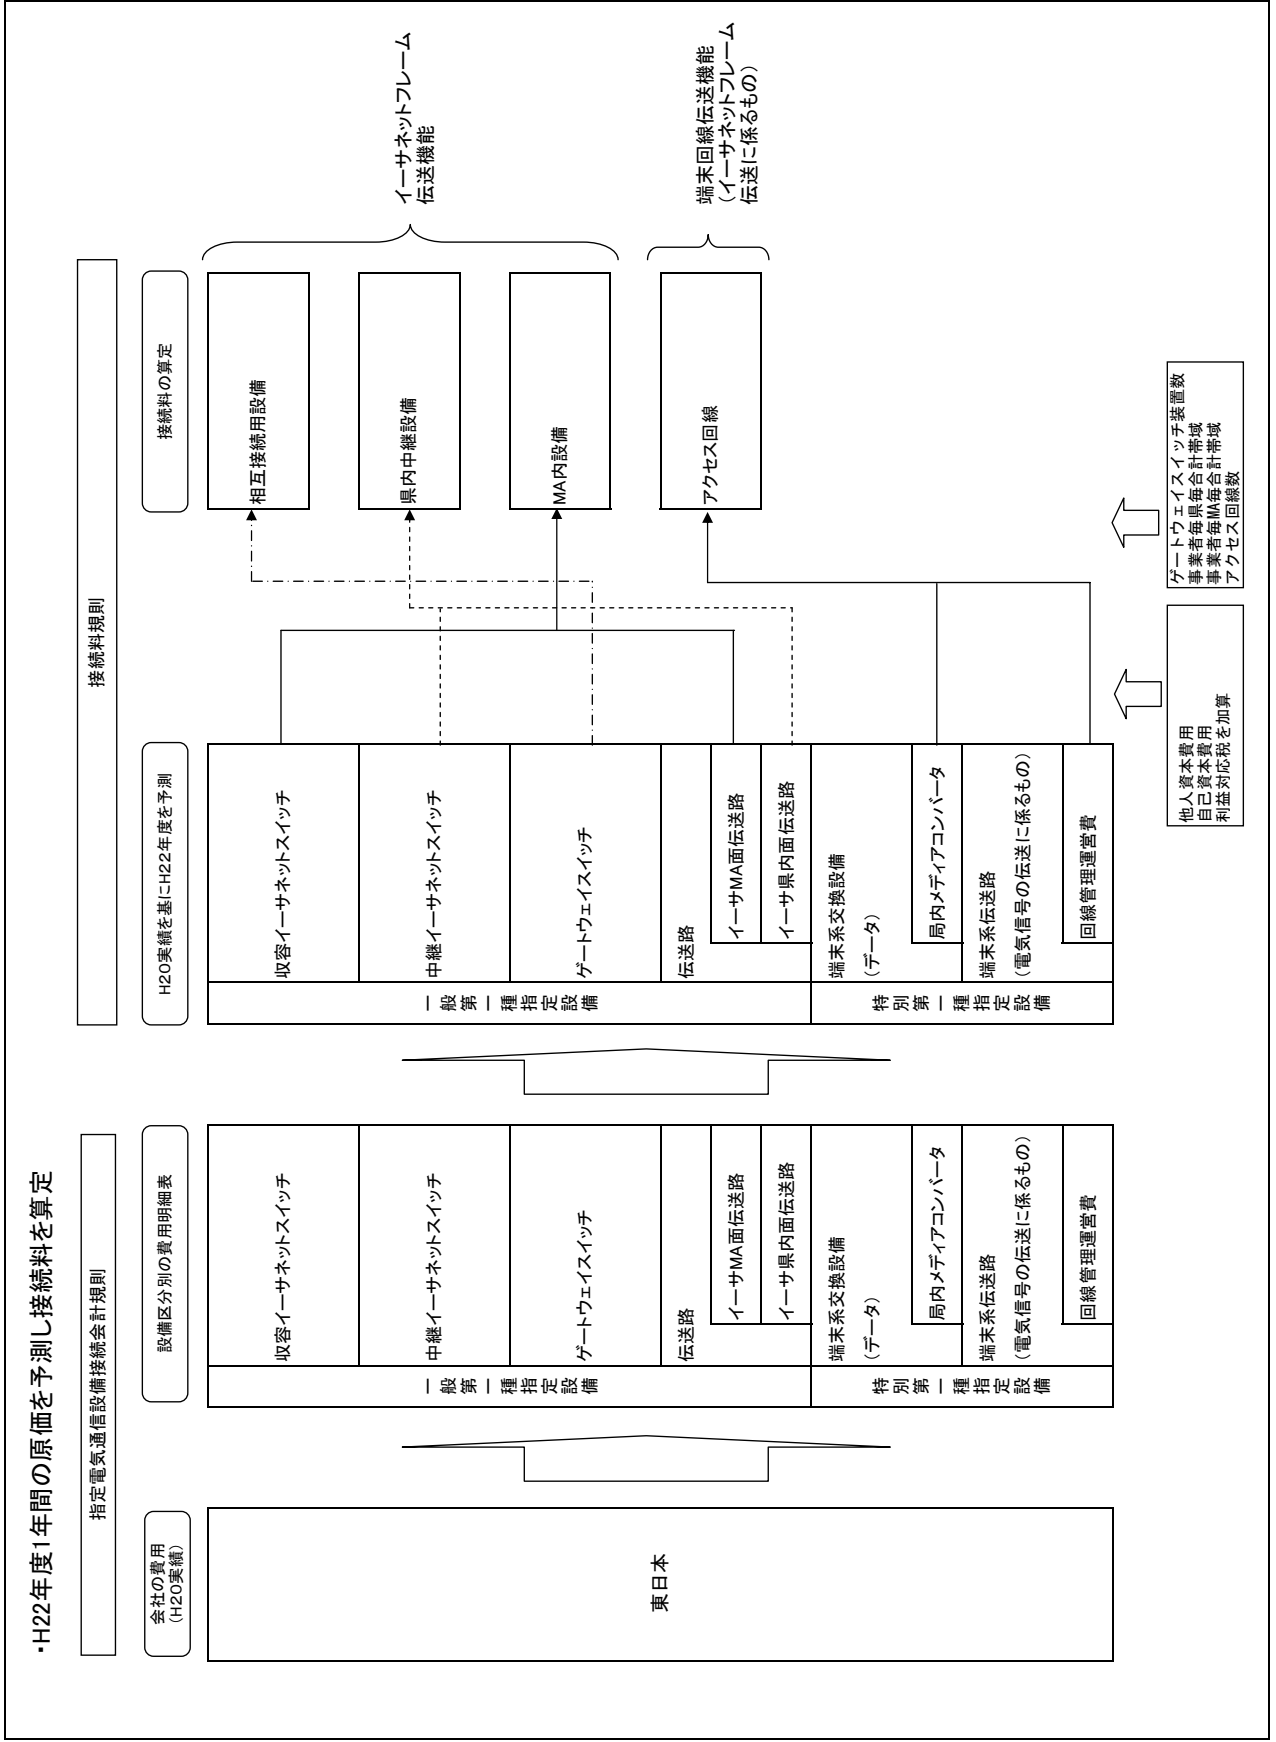 ・H22年度1年間の原価を予測し接続料を算定
指定電気通信設備接続会計規則
接続料規則
会社の費用
(H20実績)
設備区分別の費用明細表
H20実績を基にH22年度を予測
接続料の算定
東日本
一般第一種指定設備
収容イーサネットスイッチ
中継イーサネットスイッチ
ゲートウェイスイッチ
伝送路
イーサMA面伝送路
イーサ県内面伝送路
特別第一種指定設備
端末系交換設備
(データ)
局内メディアコンバータ
端末系伝送路
(電気信号の伝送に係るもの)
回線管理運営費
一般第一種指定設備
収容イーサネットスイッチ
中継イーサネットスイッチ
ゲートウェイスイッチ
伝送路
イーサMA面伝送路
イーサ県内面伝送路
特別第一種指定設備
端末系交換設備
(データ)
局内メディアコンバータ
端末系伝送路
(電気信号の伝送に係るもの)
回線管理運営費
相互接続用設備
県内中継設備
MA内設備
アクセス回線
イーサネットフレーム
伝送機能
端末回線伝送機能
(イーサネットフレーム
伝送に係るもの)
他人資本費用
自己資本費用
利益対応税を加算
ゲートウェイスイッチ装置数
事業者毎県毎合計帯域
事業者毎MA毎合計帯域
アクセス回線数